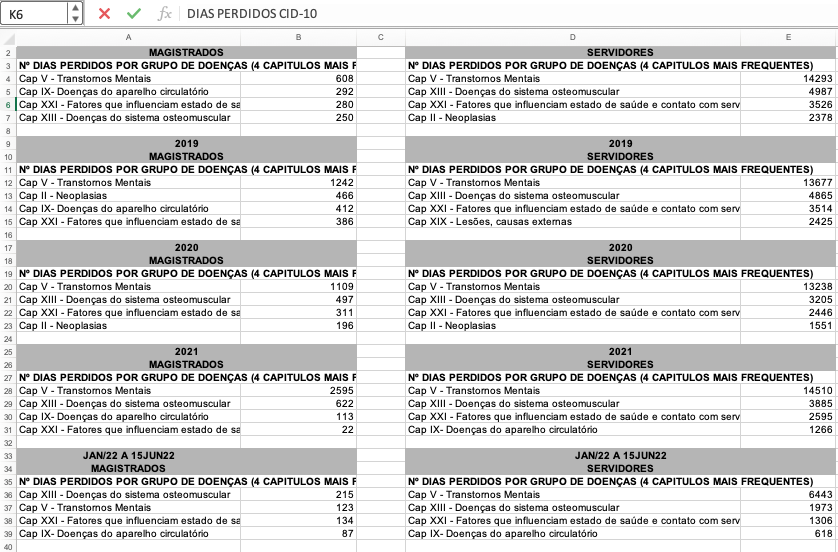 K6 fx DIAS PERDIDOS CID-10
A B C D E
2 MAGISTRADOS SERVIDORES
3 Nº DIAS PERDIDOS POR GRUPO DE DOENÇAS (4 CAPITULOS MAIS F Nº DIAS PERDIDOS POR GRUPO DE DOENÇAS (4 CAPITULOS MAIS FREQUENTES)
4 Cap V - Transtornos Mentais 608 Cap V - Transtornos Mentais 14293
5 Cap IX- Doenças do aparelho circulatório 292 Cap XIII - Doenças do sistema osteomuscular 4987
6 Cap XXI - Fatores que influenciam estado de sa 280 Cap XXI - Fatores que influenciam estado de saúde e contato com serv 3526
7 Cap XIII - Doenças do sistema osteomuscular 250 Cap II - Neoplasias 2378
8
9 2019 2019
10 MAGISTRADOS SERVIDORES
11 Nº DIAS PERDIDOS POR GRUPO DE DOENÇAS (4 CAPITULOS MAIS F Nº DIAS PERDIDOS POR GRUPO DE DOENÇAS (4 CAPITULOS MAIS FREQUENTES)
12 Cap V - Transtornos Mentais 1242 Cap V - Transtornos Mentais 13677
13 Cap II - Neoplasias 466 Cap XIII - Doenças do sistema osteomuscular 4865
14 Cap IX- Doenças do aparelho circulatório 412 Cap XXI - Fatores que influenciam estado de saúde e contato com serv 3514
15 Cap XXI - Fatores que influenciam estado de sa 386 Cap XIX - Lesões, causas externas 2425
16
17 2020 2020
18 MAGISTRADOS SERVIDORES
19 Nº DIAS PERDIDOS POR GRUPO DE DOENÇAS (4 CAPITULOS MAIS F Nº DIAS PERDIDOS POR GRUPO DE DOENÇAS (4 CAPITULOS MAIS FREQUENTES)
20 Cap V - Transtornos Mentais 1109 Cap V - Transtornos Mentais 13238
21 Cap XIII - Doenças do sistema osteomuscular 497 Cap XIII - Doenças do sistema osteomuscular 3205
22 Cap XXI - Fatores que influenciam estado de sa 311 Cap XXI - Fatores que influenciam estado de saúde e contato com serv 2446
23 Cap II - Neoplasias 196 Cap II - Neoplasias 1551
24
25 2021 2021
26 MAGISTRADOS SERVIDORES
27 Nº DIAS PERDIDOS POR GRUPO DE DOENÇAS (4 CAPITULOS MAIS F Nº DIAS PERDIDOS POR GRUPO DE DOENÇAS (4 CAPITULOS MAIS FREQUENTES)
28 Cap V - Transtornos Mentais 2595 Cap V - Transtornos Mentais 14510
29 Cap XIII - Doenças do sistema osteomuscular 622 Cap XIII - Doenças do sistema osteomuscular 3885
30 Cap IX- Doenças do aparelho circulatório 113 Cap XXI - Fatores que influenciam estado de saúde e contato com serv 2595
31 Cap XXI - Fatores que influenciam estado de sa 22 Cap IX- Doenças do aparelho circulatório 1266
32
33 JAN/22 A 15JUN22 JAN/22 A 15JUN22
34 MAGISTRADOS SERVIDORES
35 Nº DIAS PERDIDOS POR GRUPO DE DOENÇAS (4 CAPITULOS MAIS F Nº DIAS PERDIDOS POR GRUPO DE DOENÇAS (4 CAPITULOS MAIS FREQUENTES)
36 Cap XIII - Doenças do sistema osteomuscular 215 Cap V - Transtornos Mentais 6443
37 Cap V - Transtornos Mentais 123 Cap XIII - Doenças do sistema osteomuscular 1973
38 Cap XXI - Fatores que influenciam estado de sa 134 Cap XXI - Fatores que influenciam estado de saúde e contato com serv 1306
39 Cap IX- Doenças do aparelho circulatório 87 Cap IX- Doenças do aparelho circulatório 618
40